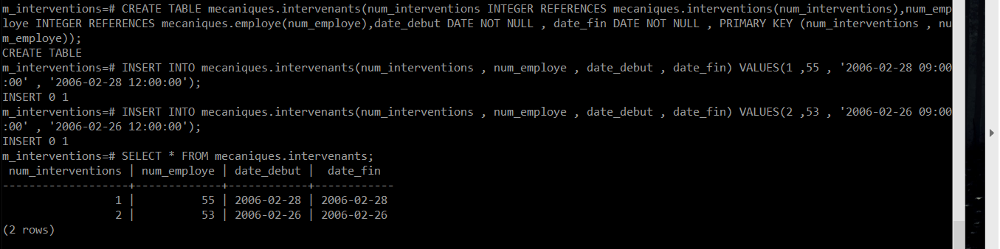 m_interventions=# CREATE TABLE mecaniques.intervenants(num_interventions INTEGER REFERENCES mecaniques.interventions(num_interventions),num_emp
loye INTEGER REFERENCES mecaniques.employe(num_employe),date_debut DATE NOT NULL , date_fin DATE NOT NULL , PRIMARY KEY (num_interventions , nu
m_employe));
CREATE TABLE
m_interventions=# INSERT INTO mecaniques.intervenants(num_interventions , num_employe , date_debut , date_fin) VALUES(1 ,55 , '2006-02-28 09:00
:00' , '2006-02-28 12:00:00');
INSERT 0 1
m_interventions=# INSERT INTO mecaniques.intervenants(num_interventions , num_employe , date_debut , date_fin) VALUES(2 ,53 , '2006-02-26 09:00
:00' , '2006-02-26 12:00:00');
INSERT 0 1
m_interventions=# SELECT * FROM mecaniques.intervenants;
 num_interventions | num_employe | date_debut |  date_fin
-------------------+-------------+------------+------------
                 1 |          55 | 2006-02-28 | 2006-02-28
                 2 |          53 | 2006-02-26 | 2006-02-26
(2 rows)